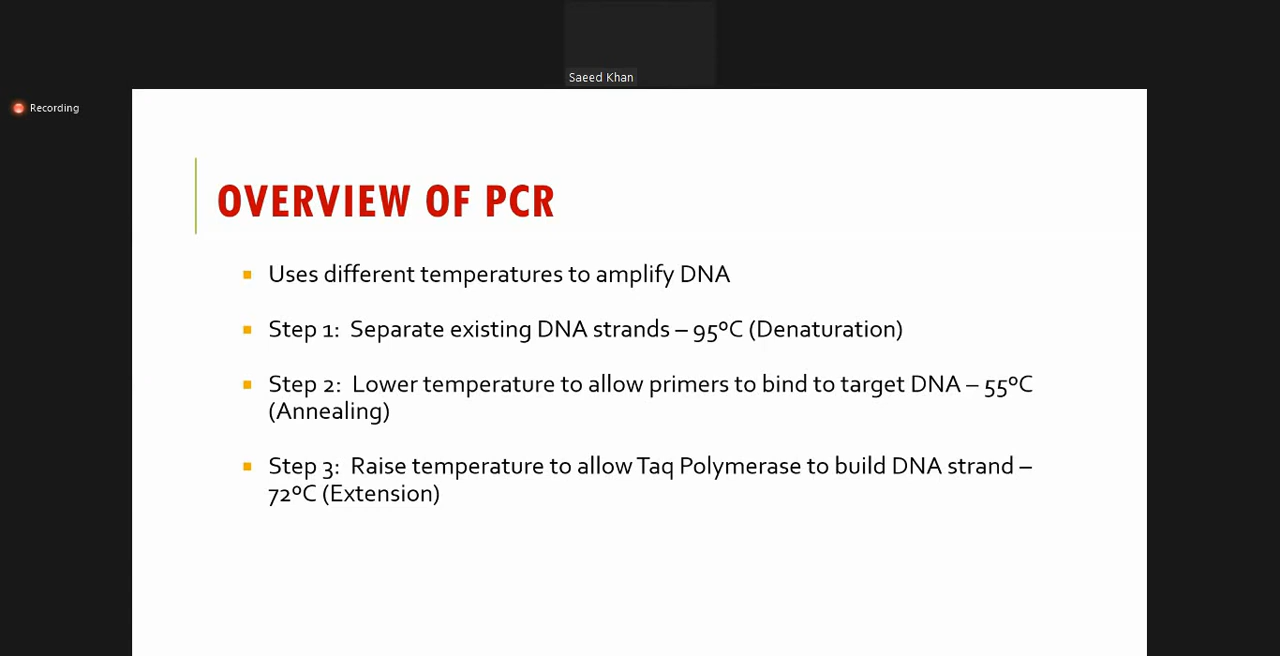 Saeed Khan
Recording
OVERVIEW OF PCR
Uses different temperatures to amplify DNA
Step 1:  Separate existing DNA strands – 95ºC (Denaturation)
Step 2:  Lower temperature to allow primers to bind to target DNA – 55ºC
(Annealing)
Step 3:  Raise temperature to allow Taq Polymerase to build DNA strand –
72ºC (Extension)